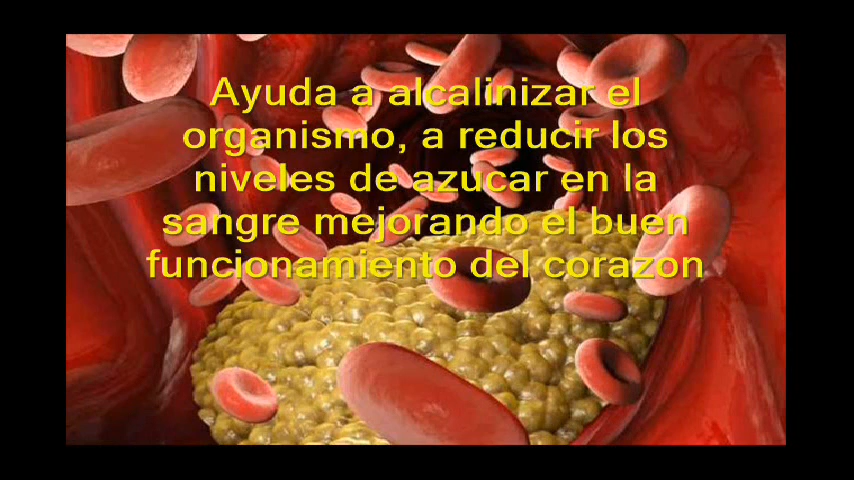 Ayuda a alcalinizar el
organismo, a reducir los
niveles de azucar en la
sangre mejorando el buen
funcionamiento del corazon